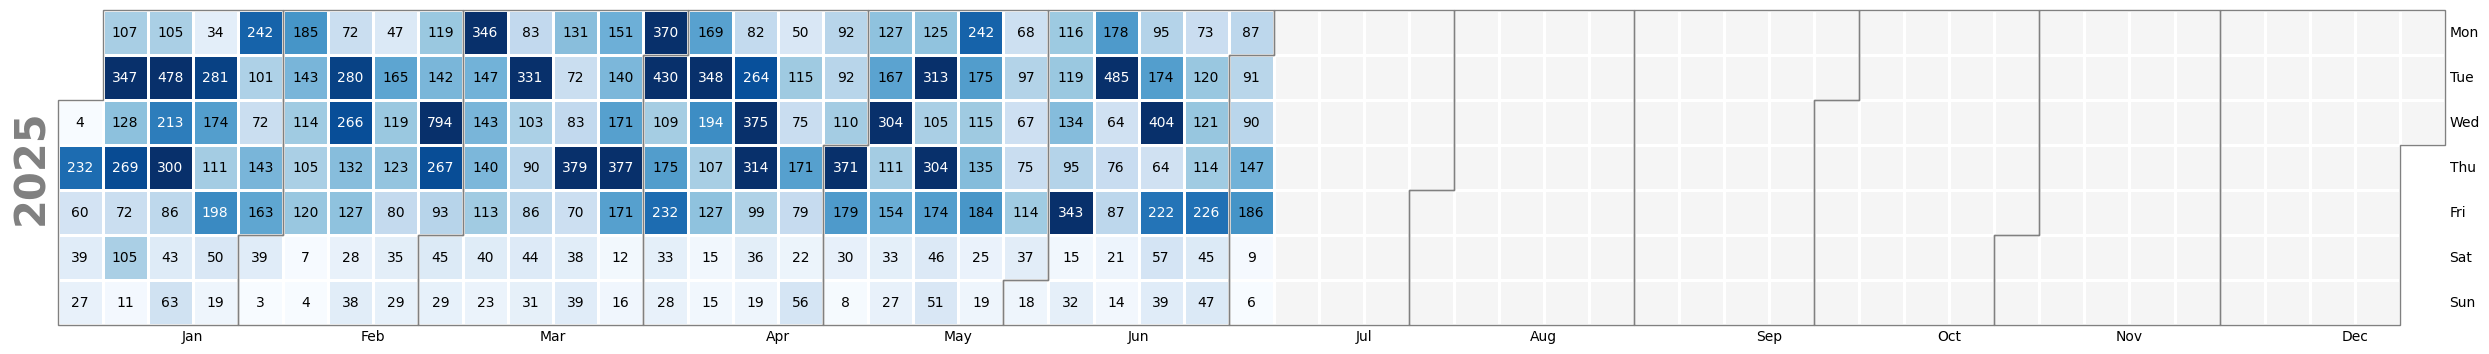 107 105 34 242 185 72 47 119 346 83 131 151 370 169 82 50 92 127 125 242 68 116 178 95 73 87 Mon
347 478 281 101 143 280 165 142 147 331 72 140 430 348 264 115 92 167 313 175 97 119 485 174 120 91 Tue
4 128 213 174 72 114 266 119 794 143 103 83 171 109 194 375 75 110 304 105 115 67 134 64 404 121 90 Wed
232 269 300 111 143 105 132 123 267 140 90 379 377 175 107 314 171 371 111 304 135 75 95 76 64 114 147 Thu
60 72 86 198 163 120 127 80 93 113 86 70 171 232 127 99 79 179 154 174 184 114 343 87 222 226 186 Fri
39 105 43 50 39 7 28 35 45 40 44 38 12 33 15 36 22 30 33 46 25 37 15 21 57 45 9 Sat
27 11 63 19 3 4 38 29 29 23 31 39 16 28 15 19 56 8 27 51 19 18 32 14 39 47 6 Sun
2025
Jan Feb Mar Apr May Jun Jul Aug Sep Oct Nov Dec